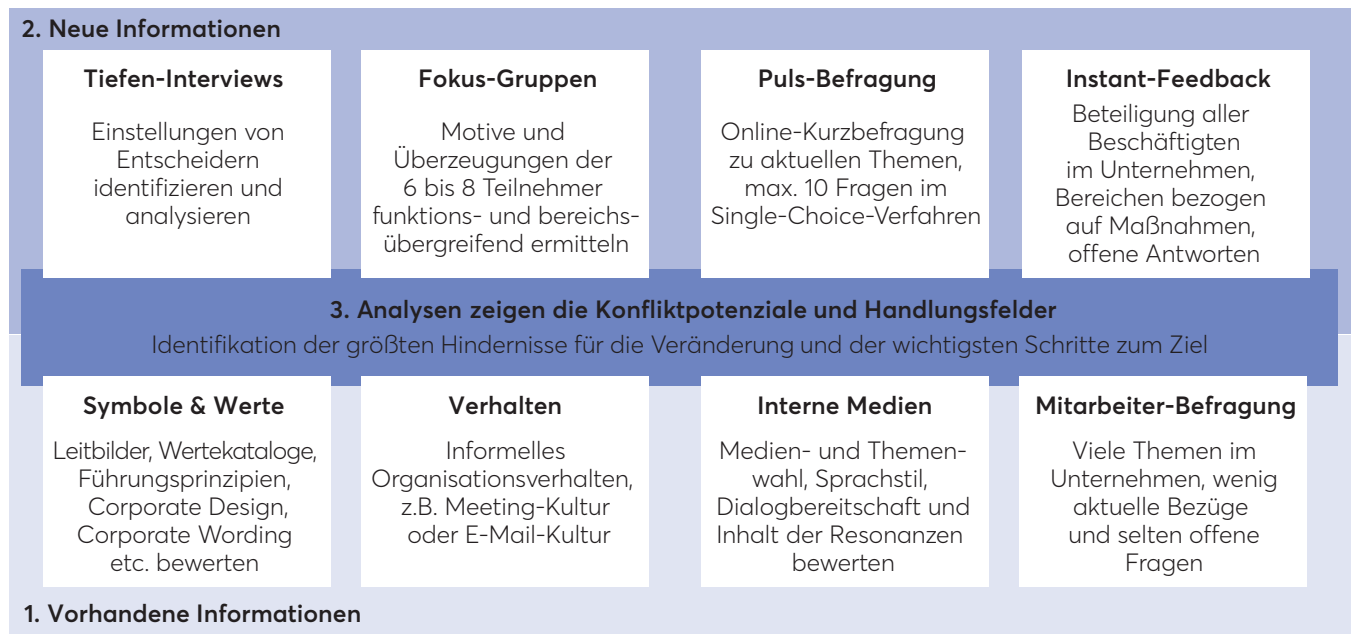 2. Neue Informationen
Tiefen-Interviews
Einstellungen von
Entscheidern
identifizieren und
analysieren
Fokus-Gruppen
Motive und
Überzeugungen der
6 bis 8 Teilnehmer
funktions- und bereichs-
übergreifend ermitteln
Puls-Befragung
Online-Kurzbefragung
zu aktuellen Themen,
max. 10 Fragen im
Single-Choice-Verfahren
Instant-Feedback
Beteiligung aller
Beschäftigten
im Unternehmen,
Bereichen bezogen
auf Maßnahmen,
offene Antworten
3. Analysen zeigen die Konfliktpotenziale und Handlungsfelder
Identifikation der größten Hindernisse für die Veränderung und der wichtigsten Schritte zum Ziel
Symbole & Werte
Leitbilder, Wertekataloge,
Führungsprinzipien,
Corporate Design,
Corporate Wording
etc. bewerten
Verhalten
Informelles
Organisationsverhalten,
z.B. Meeting-Kultur
oder E-Mail-Kultur
Interne Medien
Medien- und Themen-
wahl, Sprachstil,
Dialogbereitschaft und
Inhalt der Resonanzen
bewerten
Mitarbeiter-Befragung
Viele Themen im
Unternehmen, wenig
aktuelle Bezüge
und selten offene
Fragen
1. Vorhandene Informationen